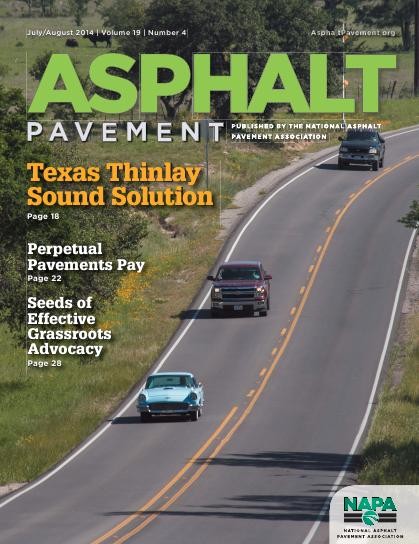 July/August 2014 | Volume 19 | Number 4
AsphaltPavement.org
ASPHALT
PAVEMENT
PUBLISHED BY THE NATIONAL ASPHALT
PAVEMENT ASSOCIATION
Texas Thinlay
Sound Solution
Page 18
Perpetual
Pavements Pay
Page 22
Seeds of
Effective
Grassroots
Advocacy
Page 28
NAPA
NATIONAL ASPHALT
PAVEMENT ASSOCIATION